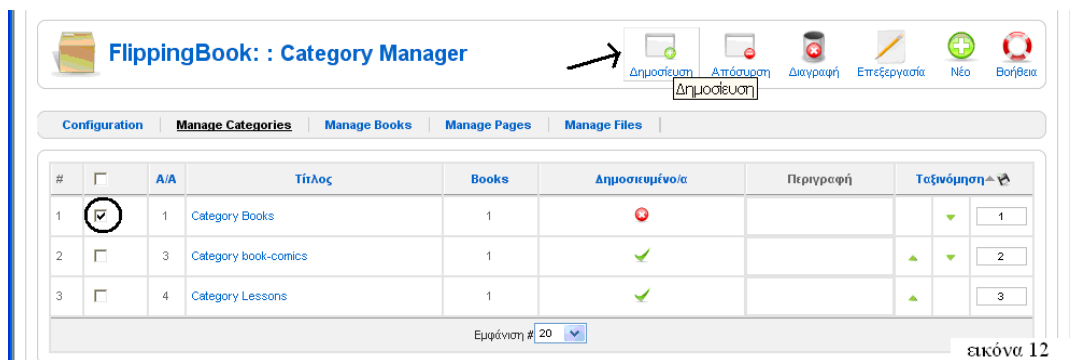 FlippingBook: : Category Manager
Δημοσίευση Απόσυρση Διαγραφή Επεξεργασία Νέο Βοήθεια
Δημοσίευση
Configuration Manage Categories Manage Books Manage Pages Manage Files
# A/A Τίτλος Books Δημοσιευμένο/α Περιγραφή Ταξινόμηση
1 1 Category Books 1 1
2 3 Category book-comics 1 2
3 4 Category Lessons 1 3
Εμφάνιση # 20
εικόνα 12